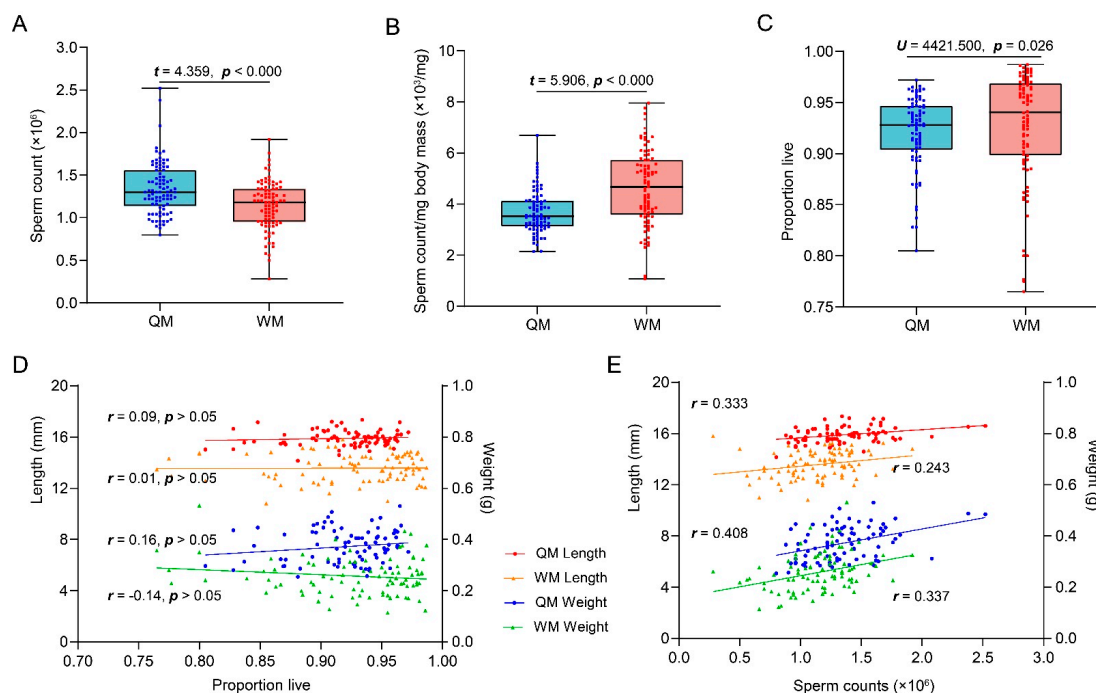 A
B
C
Sperm count (×10⁶)
3.0
2.5
2.0
1.5
1.0
0.5
0.0
t = 4.359, p < 0.000
QM
WM
Sperm count/mg body mass (×10³/mg)
10
8
6
4
2
0
t = 5.906, p < 0.000
QM
WM
Proportion live
1.00
0.95
0.90
0.85
0.80
0.75
U = 4421.500, p = 0.026
QM
WM
D
E
Length (mm)
20
16
12
8
4
0
r = 0.09, p > 0.05
r = 0.01, p > 0.05
r = 0.16, p > 0.05
r = -0.14, p > 0.05
1.0
0.8
0.6
0.4
0.2
0.0
Weight (g)
0.70
0.75
0.80
0.85
0.90
0.95
1.00
Proportion live
QM Length
WM Length
QM Weight
WM Weight
Length (mm)
20
16
12
8
4
0
r = 0.333
r = 0.243
r = 0.408
r = 0.337
1.0
0.8
0.6
0.4
0.2
0.0
Weight (g)
0.0
0.5
1.0
1.5
2.0
2.5
3.0
Sperm counts (×10⁶)